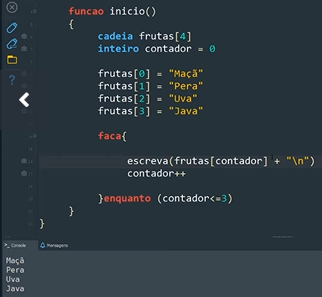 funcao inicio()
{
cadeia frutas[4]
inteiro contador = 0
frutas[0] = "Maçã"
frutas[1] = "Pera"
frutas[2] = "Uva"
frutas[3] = "Java"
faca{
escreva(frutas[contador] + "\n")
contador++
}enquanto (contador<=3)
}
}
Console Mensagens
Maçã
Pera
Uva
Java